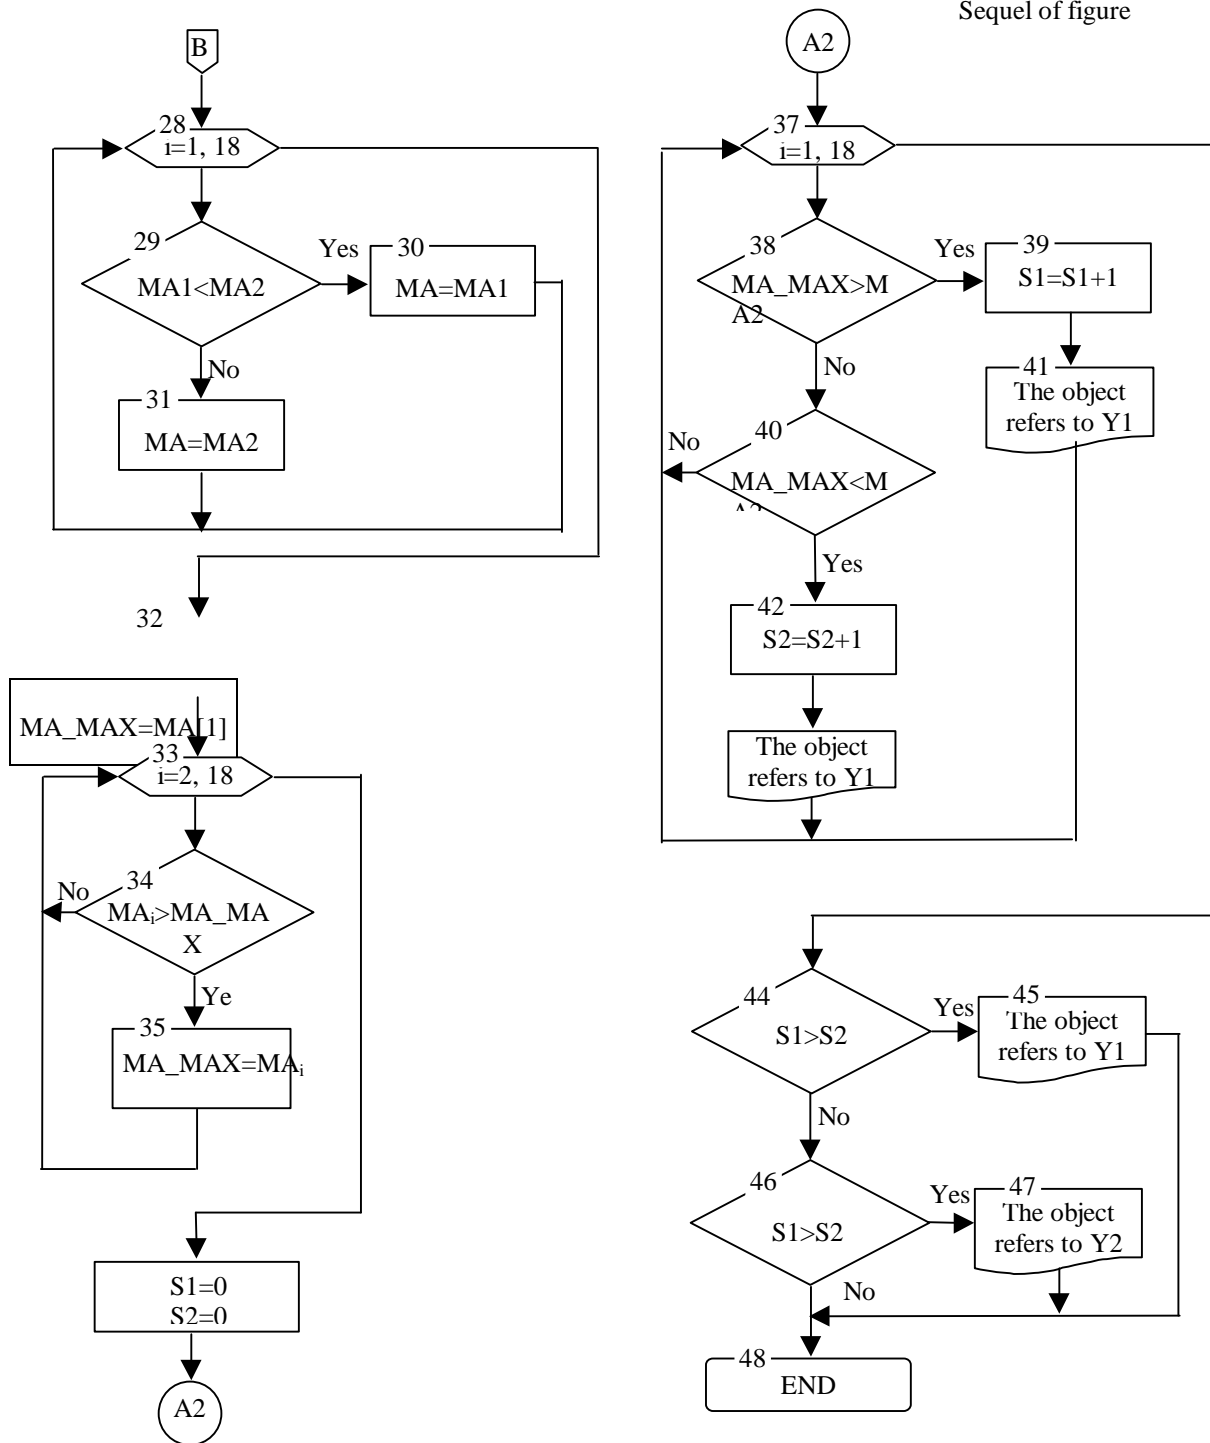 Sequel of figure
B
28
i=1, 18
29
MA1<MA2
Yes
30
MA=MA1
No
31
MA=MA2
32
MA_MAX=MA[1]
33
i=2, 18
34
No
MAᵢ>MA_MA
X
Ye
35
MA_MAX=MAᵢ
S1=0
S2=0
A2
A2
37
i=1, 18
38
MA_MAX>M
A2
Yes
39
S1=S1+1
No
41
The object
refers to Y1
40
No
MA_MAX<M
A2
Yes
42
S2=S2+1
The object
refers to Y1
44
S1>S2
Yes
45
The object
refers to Y1
No
46
S1>S2
Yes
47
The object
refers to Y2
No
48
END